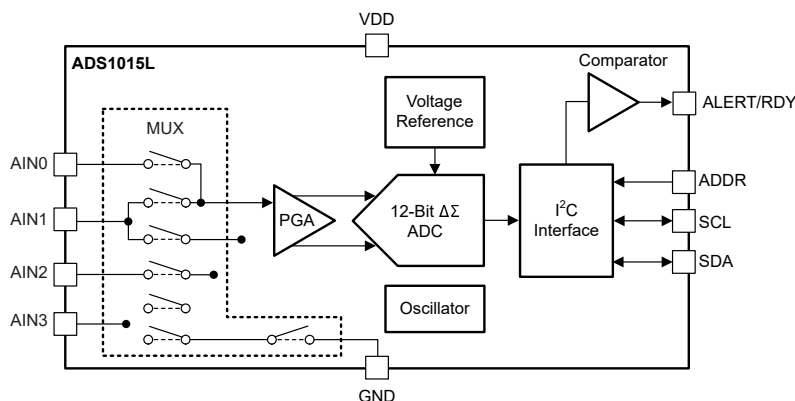 VDD
ADS1015L
Comparator
Voltage
Reference
ALERT/RDY
MUX
AIN0
ADDR
AIN1
PGA
12-Bit ΔΣ
ADC
I²C
Interface
SCL
AIN2
SDA
Oscillator
AIN3
GND